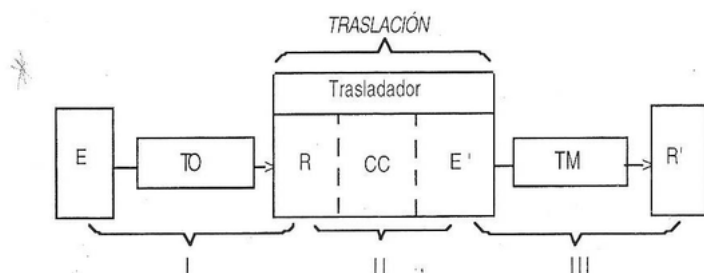 TRASLACIÓN
Trasladador
E TO R CC E' TM R'
I II III